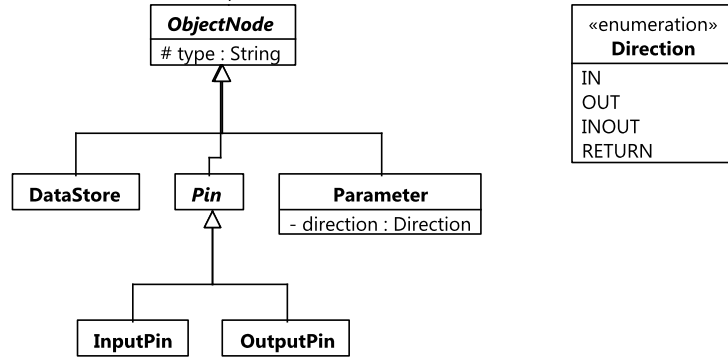 ObjectNode
# type : String
«enumeration»
Direction
IN
OUT
INOUT
RETURN
DataStore
Pin
Parameter
- direction : Direction
InputPin
OutputPin